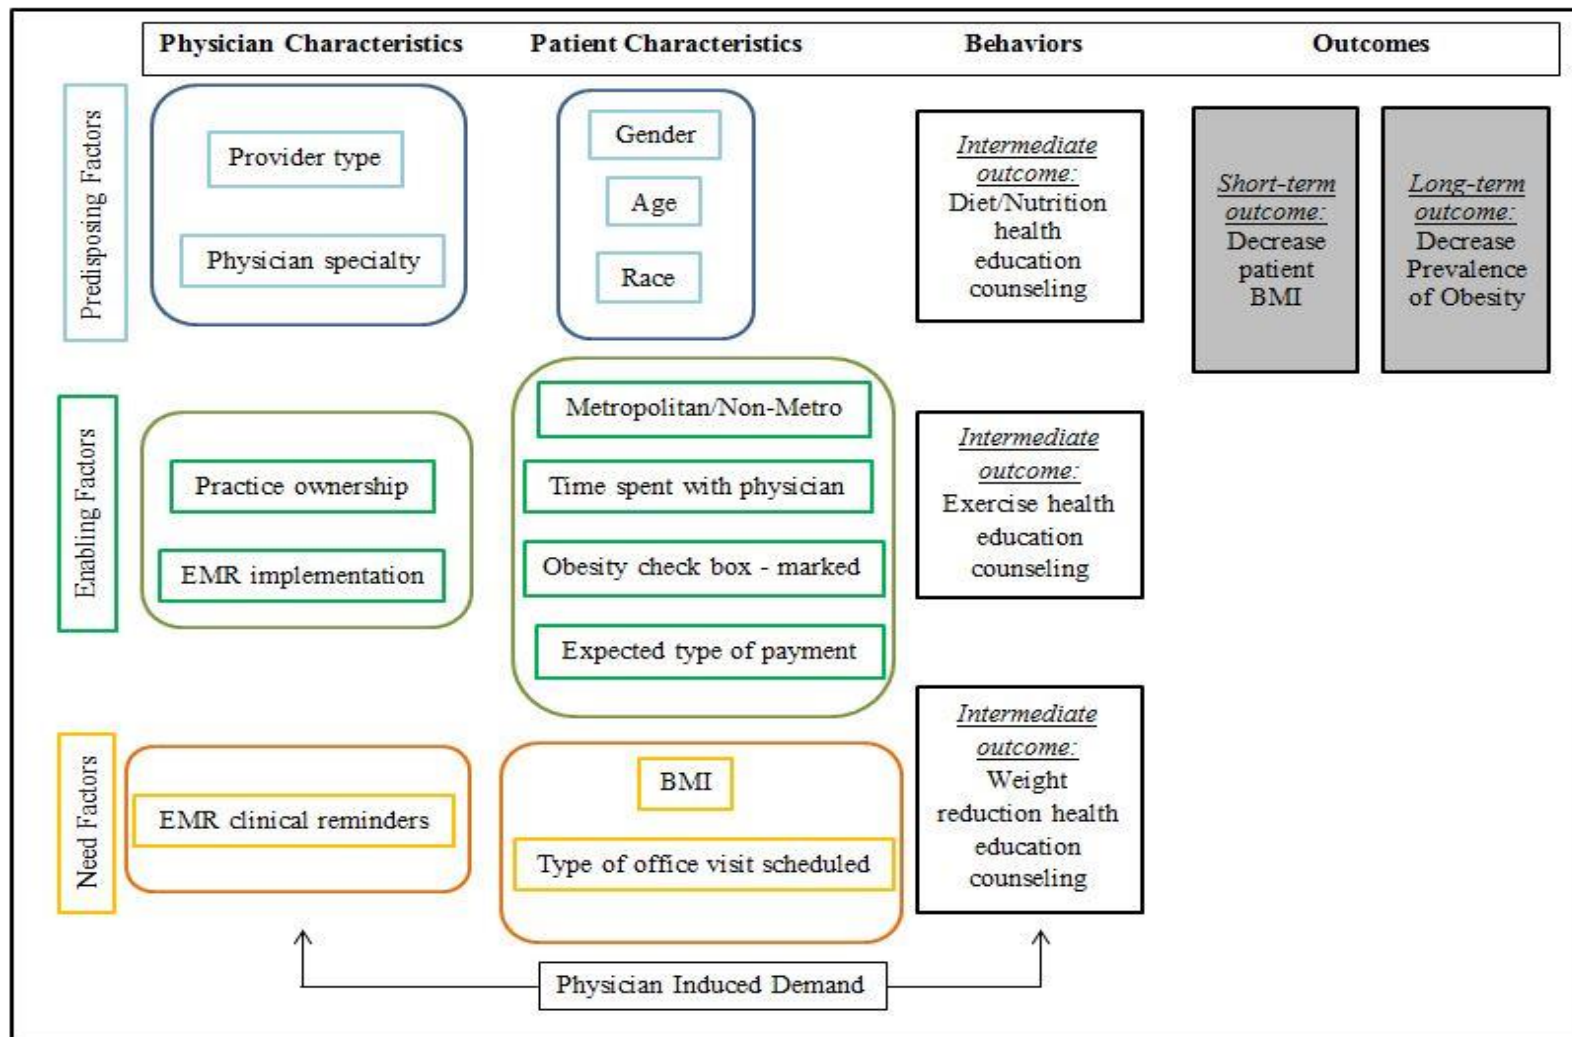 Physician Characteristics
Patient Characteristics
Behaviors
Outcomes
Predisposing Factors
Provider type
Physician specialty
Gender
Age
Race
Intermediate
outcome:
Diet/Nutrition
health
education
counseling
Short-term
outcome:
Decrease
patient
BMI
Long-term
outcome:
Decrease
Prevalence
of Obesity
Enabling Factors
Practice ownership
EMR implementation
Metropolitan/Non-Metro
Time spent with physician
Obesity check box - marked
Expected type of payment
Intermediate
outcome:
Exercise health
education
counseling
Need Factors
EMR clinical reminders
BMI
Type of office visit scheduled
Intermediate
outcome:
Weight
reduction health
education
counseling
Physician Induced Demand